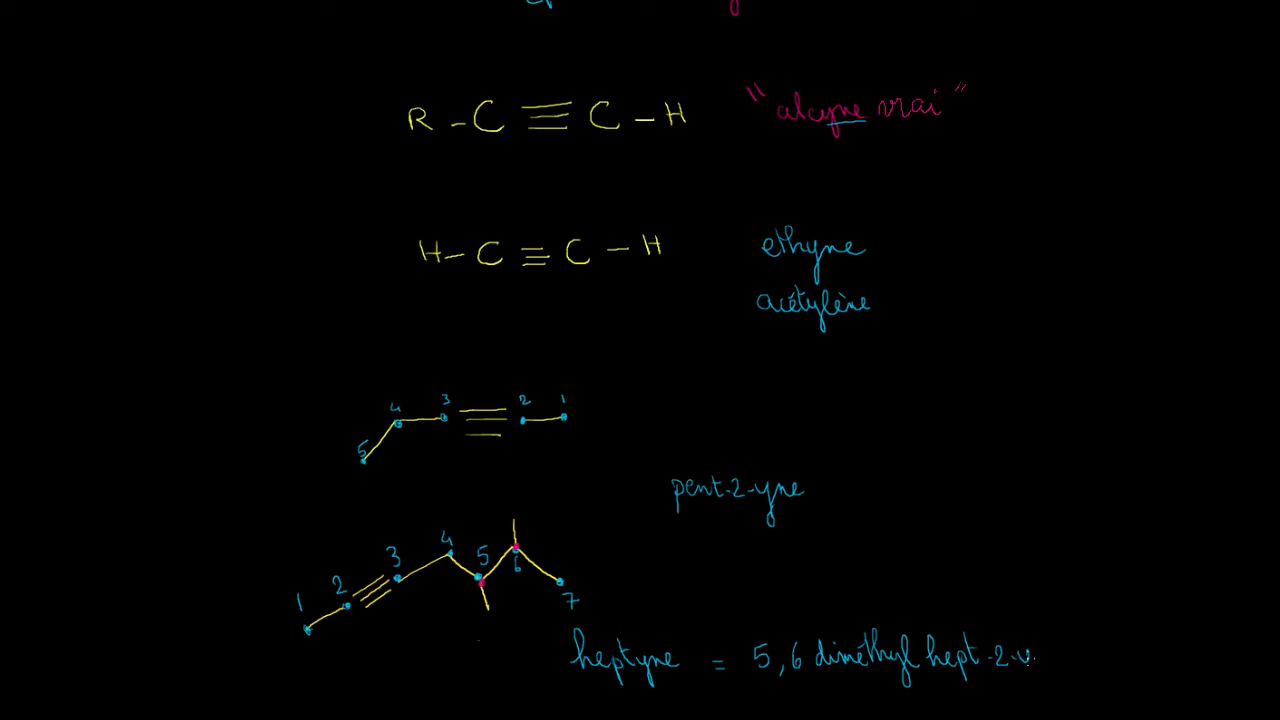 R - C ≡ C - H "alcyne vrai"
H - C ≡ C - H ethyne
acétylène
5 4 3 2 1
pent-2-yne
1 2 3 4 5 6 7
heptyne = 5,6 diméthyl hept-2-y